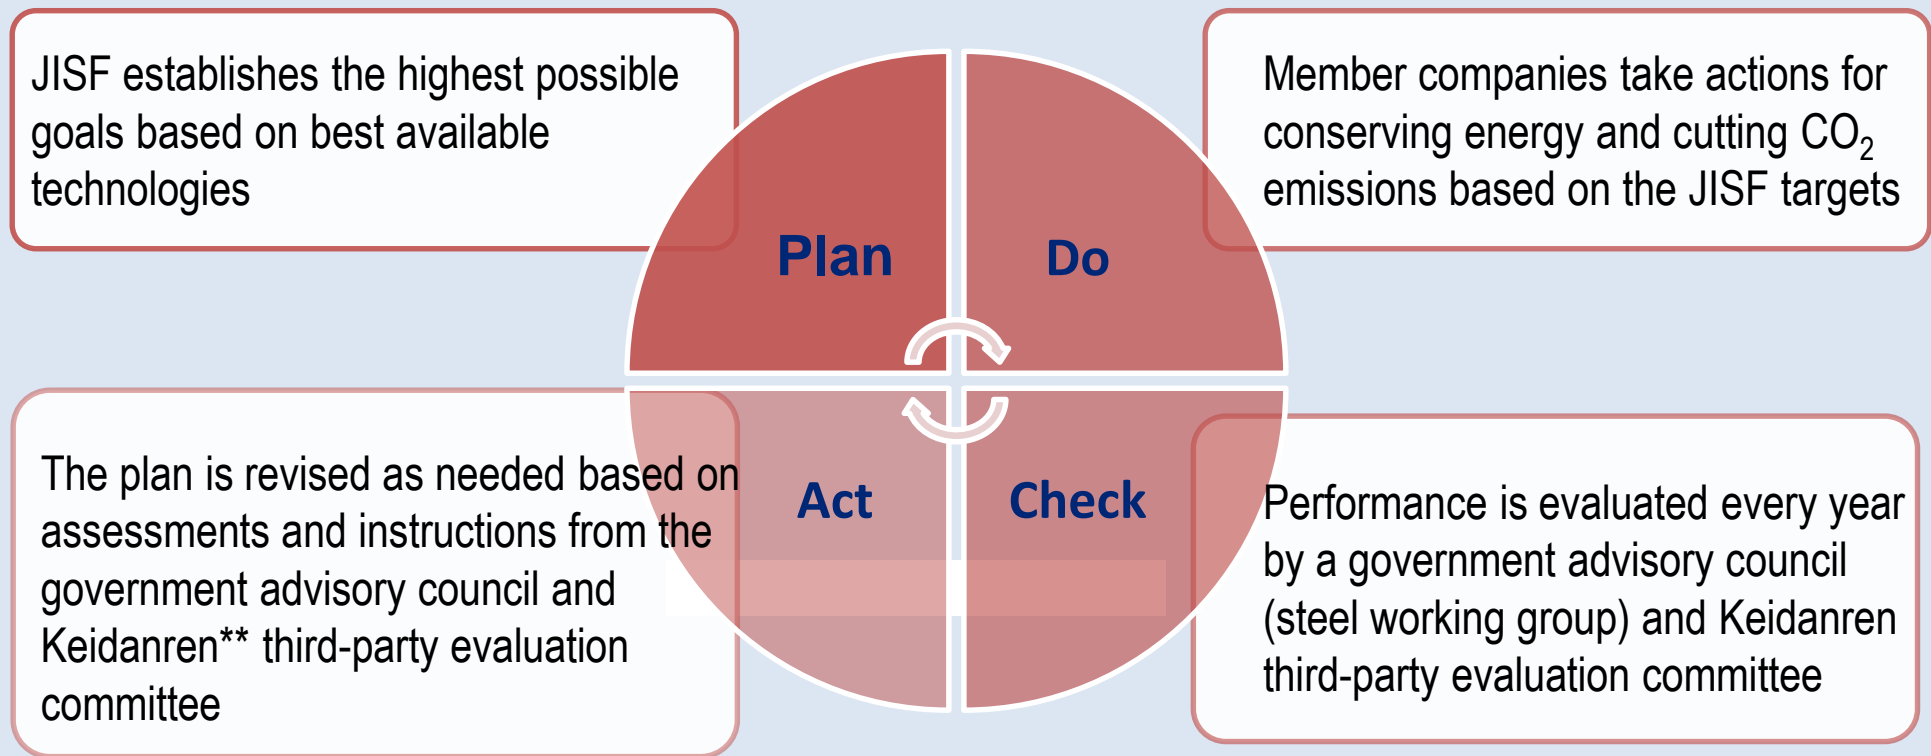 JISF establishes the highest possible
goals based on best available
technologies
Plan
Do
Member companies take actions for
conserving energy and cutting CO₂
emissions based on the JISF targets
The plan is revised as needed based on
assessments and instructions from the
government advisory council and
Keidanren** third-party evaluation
committee
Act
Check
Performance is evaluated every year
by a government advisory council
(steel working group) and Keidanren
third-party evaluation committee